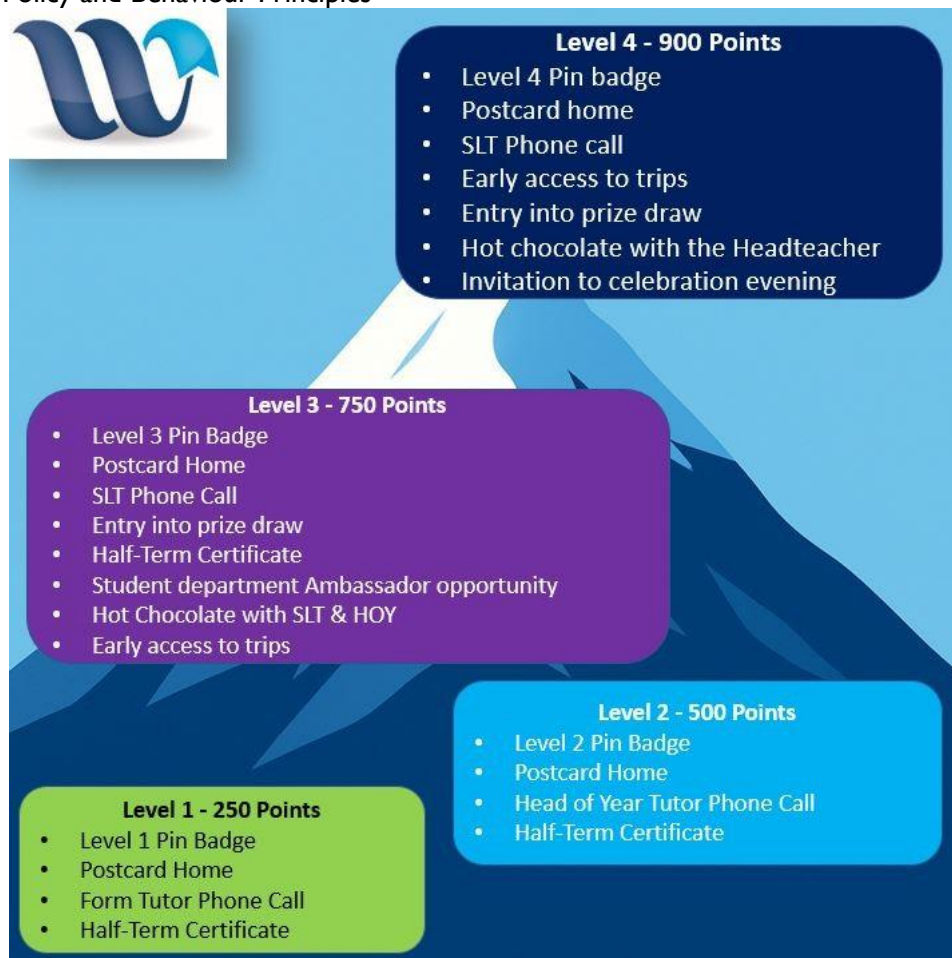 Policy and Behaviour Principles
Level 4 - 900 Points
• Level 4 Pin badge
• Postcard home
• SLT Phone call
• Early access to trips
• Entry into prize draw
• Hot chocolate with the Headteacher
• Invitation to celebration evening
Level 3 - 750 Points
• Level 3 Pin Badge
• Postcard Home
• SLT Phone Call
• Entry into prize draw
• Half-Term Certificate
• Student department Ambassador opportunity
• Hot Chocolate with SLT & HOY
• Early access to trips
Level 2 - 500 Points
• Level 2 Pin Badge
• Postcard Home
• Head of Year Tutor Phone Call
• Half-Term Certificate
Level 1 - 250 Points
• Level 1 Pin Badge
• Postcard Home
• Form Tutor Phone Call
• Half-Term Certificate